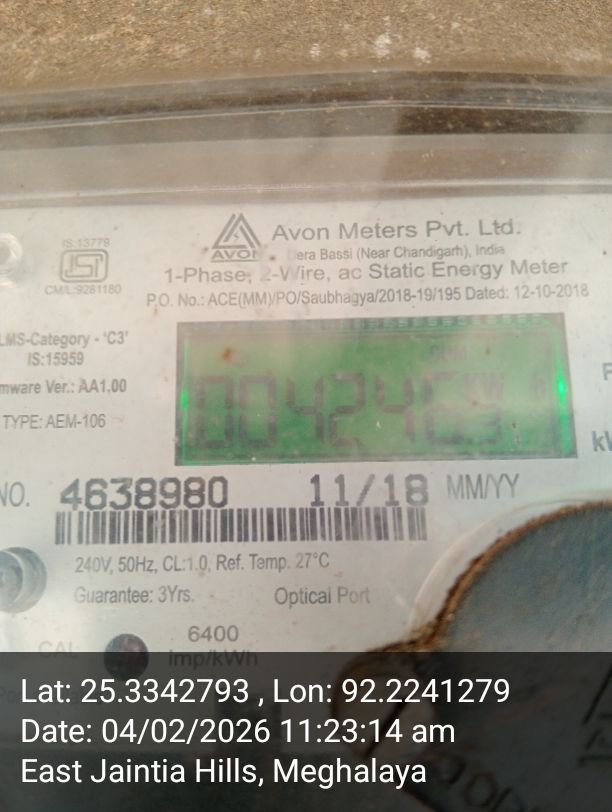 Avon Meters Pvt. Ltd.
AVON
Dera Bassi (Near Chandigarh), India
IS:13779
ISI
CM/L:9281180
1-Phase, 2-Wire, ac Static Energy Meter
P.O. No.: ACE(MM)/PO/Saubhagya/2018-19/195 Dated: 12-10-2018
LMS-Category - 'C3'
IS:15959
mware Ver.: AA1.00
TYPE: AEM-106
NO. 4638980 11/18 MM/YY
240V, 50Hz, CL:1.0, Ref. Temp. 27°C
Guarantee: 3Yrs. Optical Port
CAL
6400
imp/kWh
Lat: 25.3342793 , Lon: 92.2241279
Date: 04/02/2026 11:23:14 am
East Jaintia Hills, Meghalaya